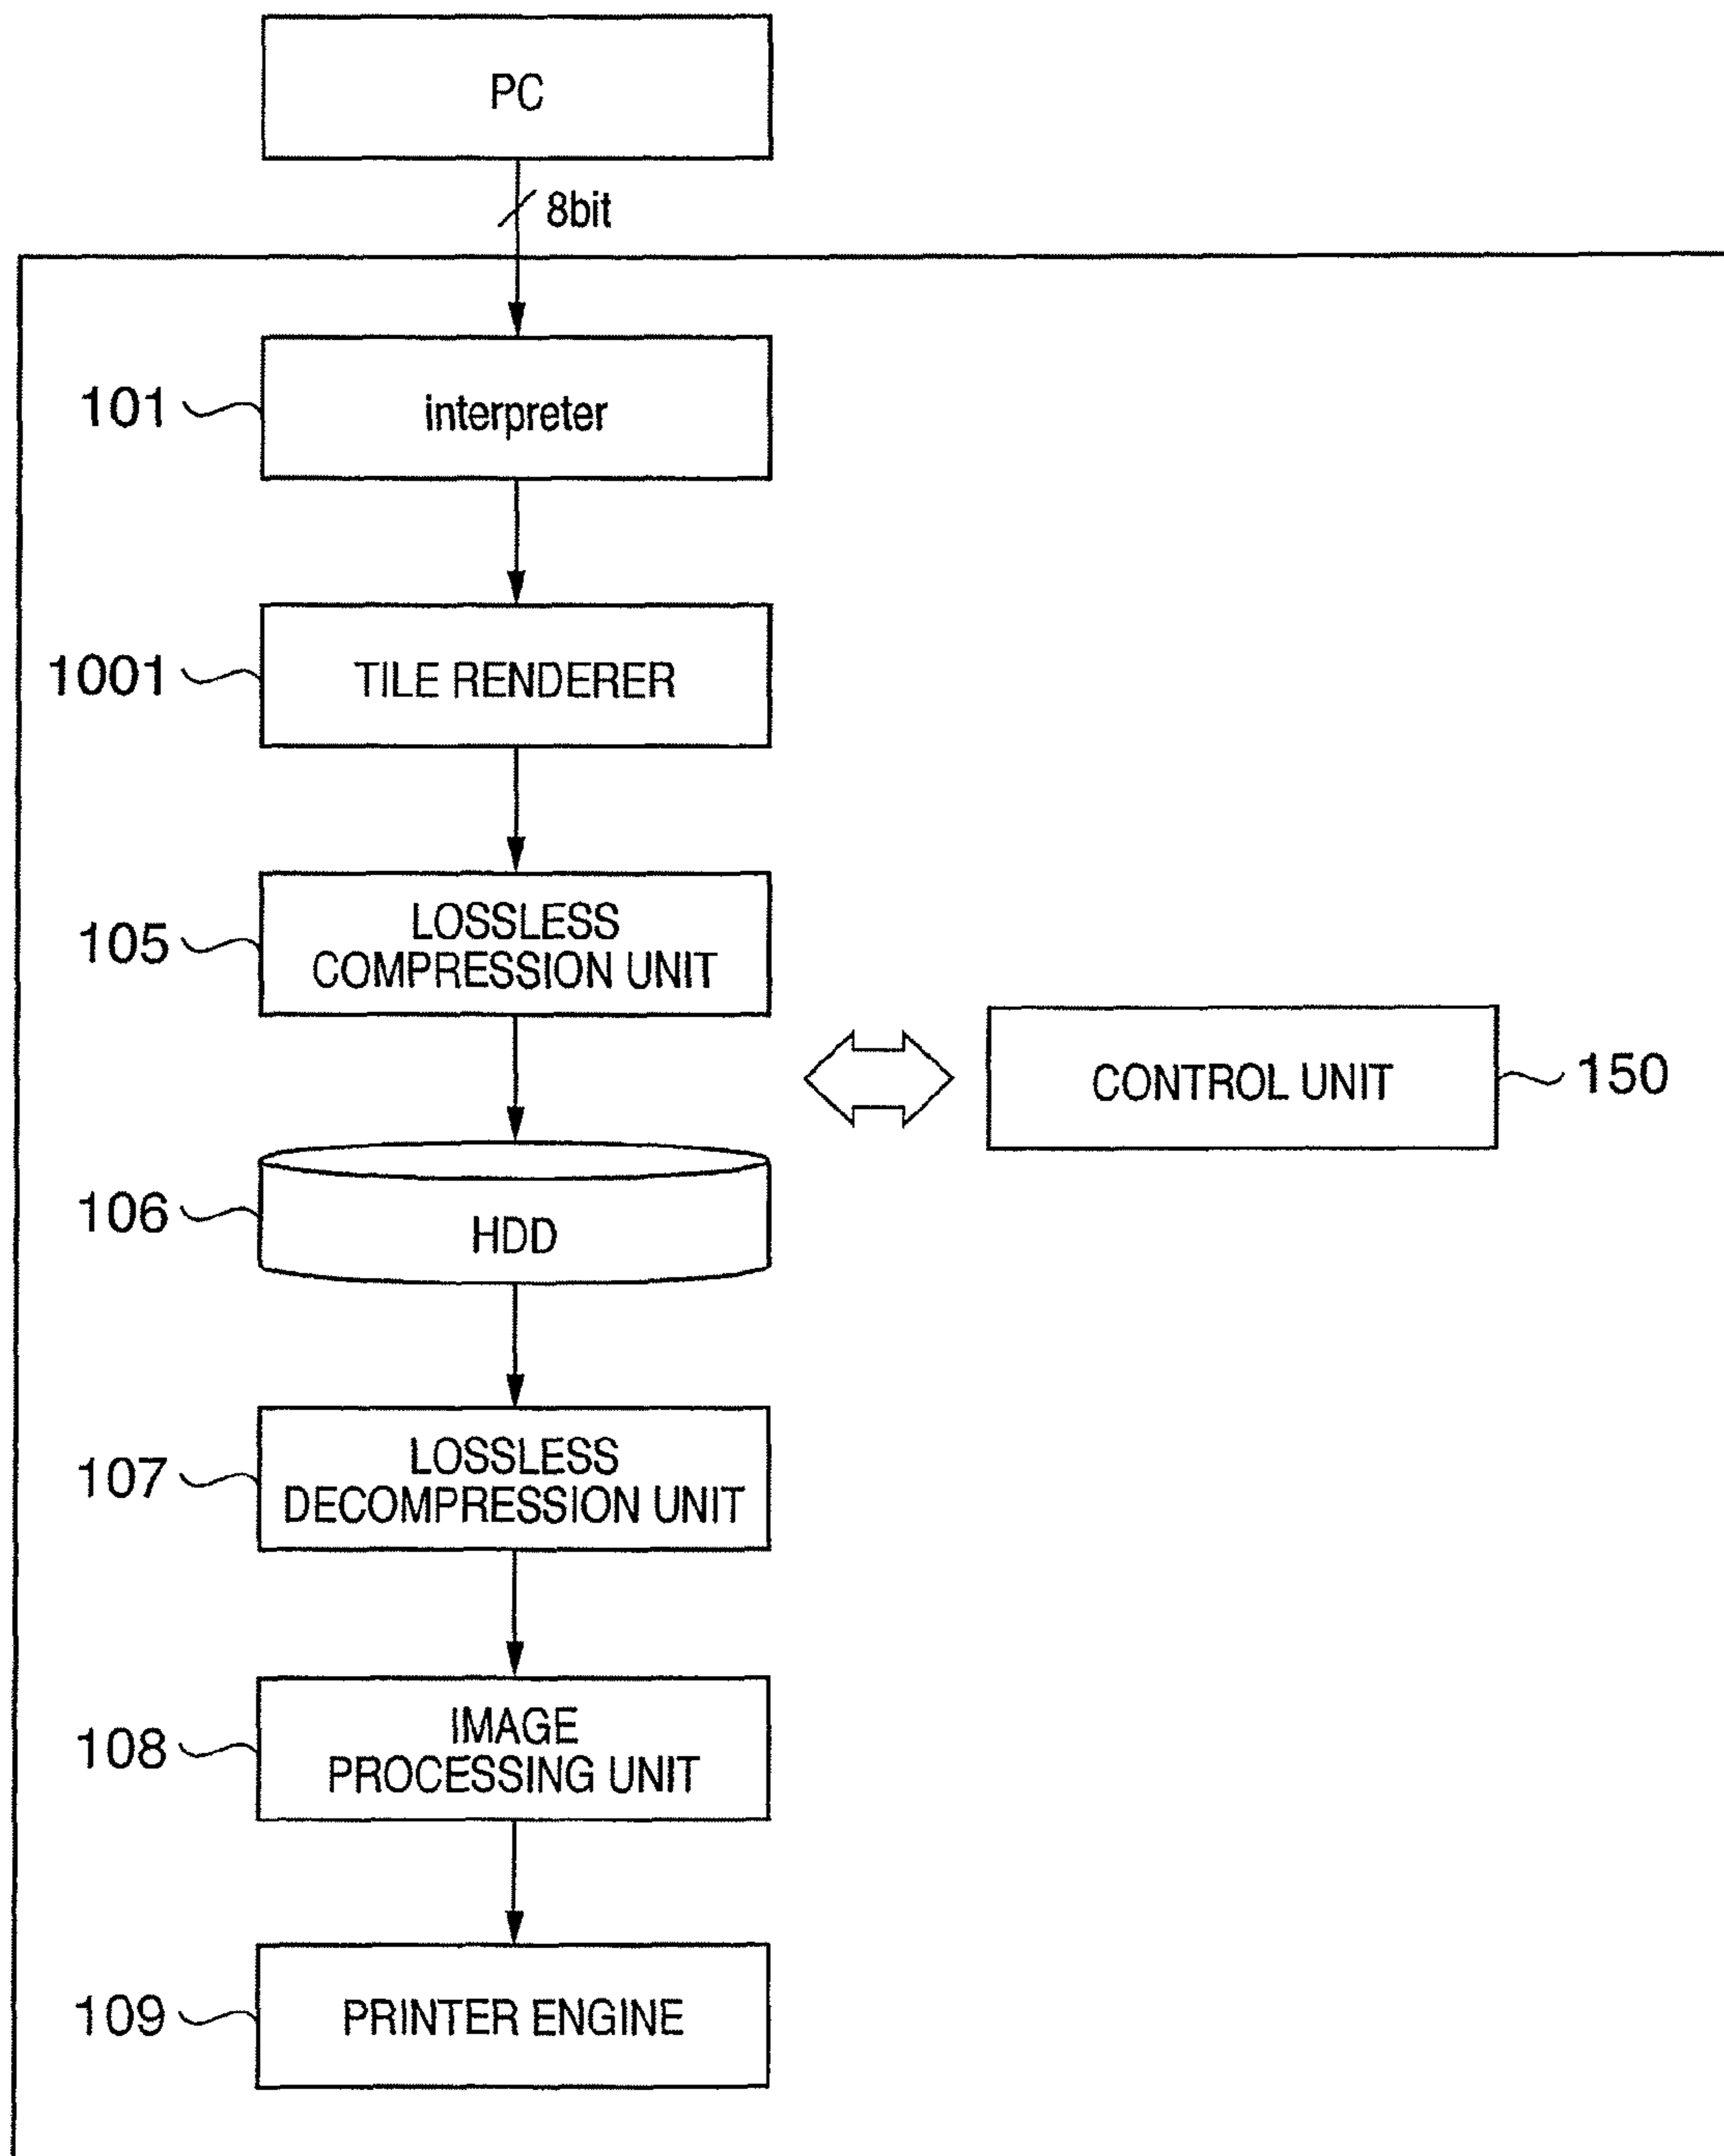 PC
8bit
101
interpreter
1001
TILE RENDERER
105
LOSSLESS
COMPRESSION UNIT
CONTROL UNIT
150
106
HDD
107
LOSSLESS
DECOMPRESSION UNIT
108
IMAGE
PROCESSING UNIT
109
PRINTER ENGINE